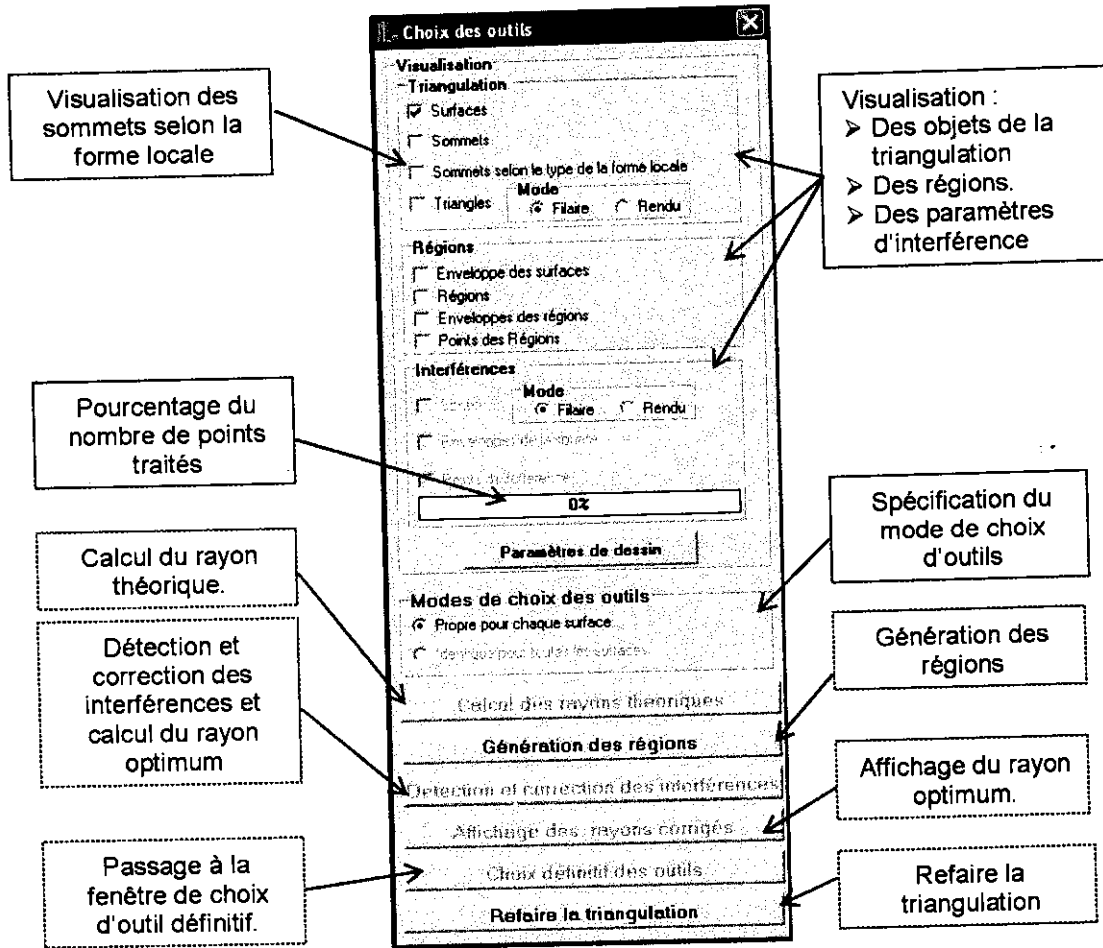 Choix des outils
Visualisation
Triangulation
Surfaces
Sommets
Sommets selon le type de la forme locale
Triangles
Mode
Filaire
Rendu
Régions
Enveloppe des surfaces
Régions
Enveloppes des régions
Points des Régions
Interférences
Mode
Filaire
Rendu
0%
Paramètres de dessin
Modes de choix des outils
Propre pour chaque surface
pour toutes les surfaces
Calcul des rayons théoriques
Génération des régions
Détection et correction des interférences
Affichage des rayons corrigés
Choix définitif des outils
Refaire la triangulation
Visualisation des
sommets selon la
forme locale
Pourcentage du
nombre de points
traités
Calcul du rayon
théorique.
Détection et
correction des
interférences et
calcul du rayon
optimum
Passage à la
fenêtre de choix
d'outil définitif.
Visualisation :
➢ Des objets de la
triangulation
➢ Des régions.
➢ Des paramètres
d'interférence
Spécification du
mode de choix
d'outils
Génération des
régions
Affichage du rayon
optimum.
Refaire la
triangulation